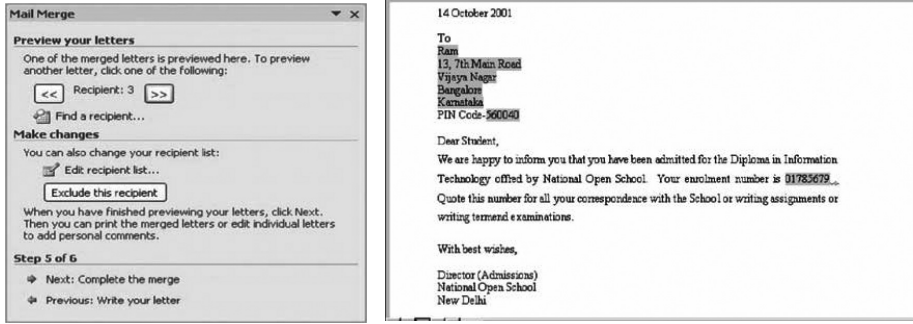 Mail Merge
Preview your letters
One of the merged letters is previewed here. To preview
another letter, click one of the following:
<< Recipient: 3 >>
Find a recipient...
Make changes
You can also change your recipient list:
Edit recipient list...
Exclude this recipient
When you have finished previewing your letters, click Next.
Then you can print the merged letters or edit individual letters
to add personal comments.
Step 5 of 6
Next: Complete the merge
Previous: Write your letter
14 October 2001
To
Ram
13, 7th Main Road
Vijaya Nagar
Bangalore
Karnataka
PIN Code-560040
Dear Student,
We are happy to inform you that you have been admitted for the Diploma in Information
Technology offred by National Open School. Your enrolment number is 01785679.
Quote this number for all your correspondence with the School or writing assignments or
writing termend examinations.
With best wishes,
Director (Admissions)
National Open School
New Delhi